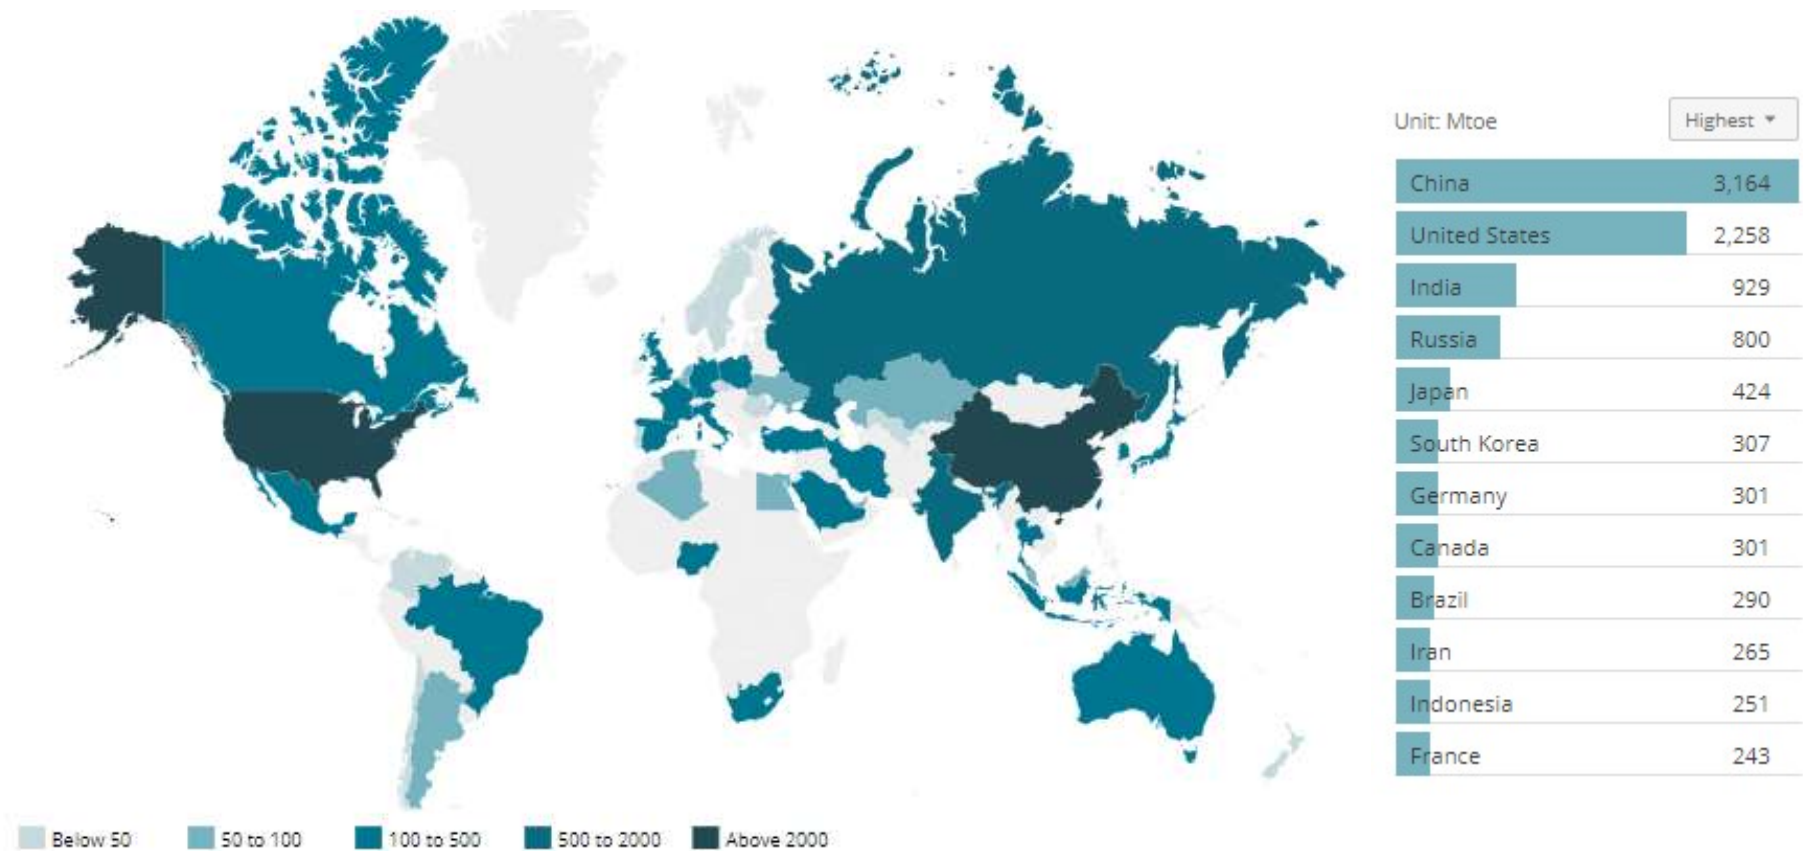 Unit: Mtoe Highest
China 3,164
United States 2,258
India 929
Russia 800
Japan 424
South Korea 307
Germany 301
Canada 301
Brazil 290
Iran 265
Indonesia 251
France 243
Below 50 50 to 100 100 to 500 500 to 2000 Above 2000